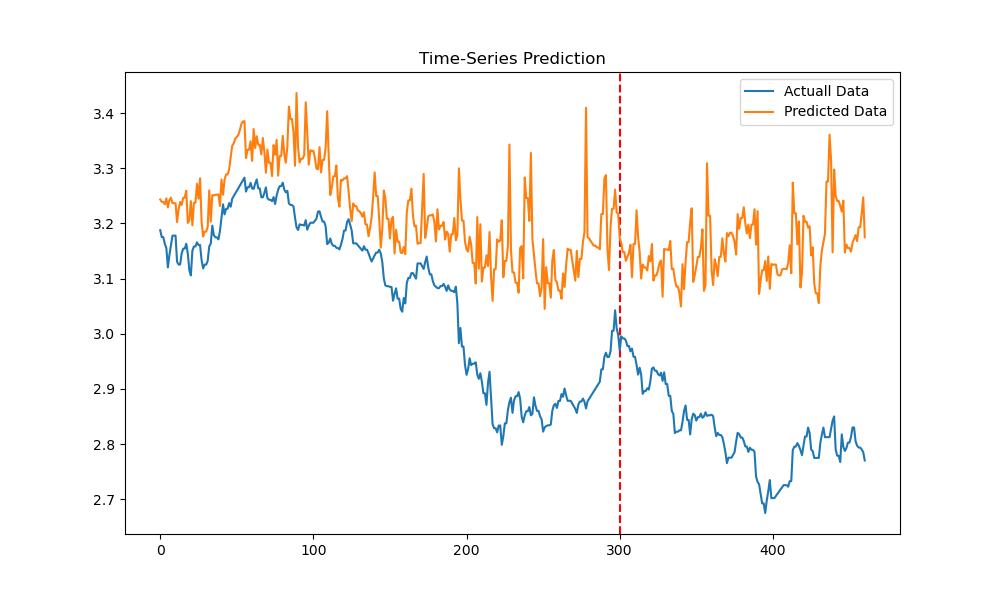 Time-Series Prediction
Actuall Data
Predicted Data
3.4
3.3
3.2
3.1
3.0
2.9
2.8
2.7
0 100 200 300 400